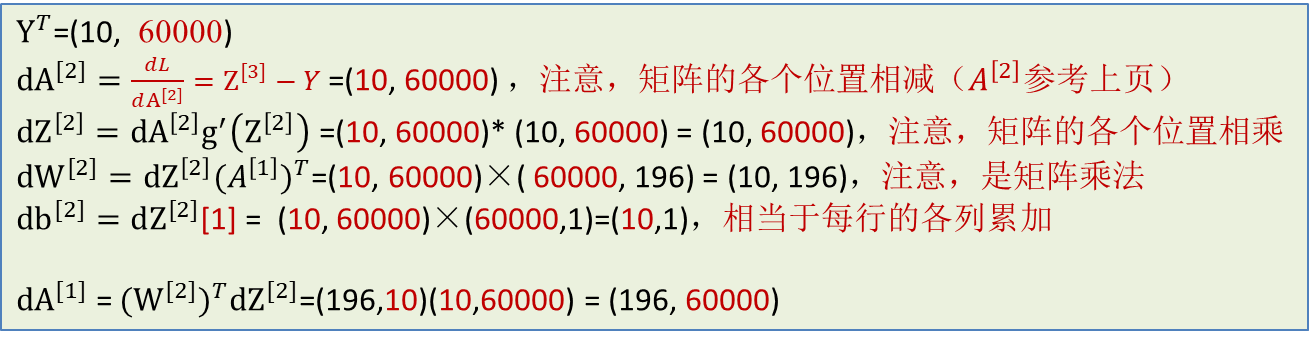 Yᵀ=(10, 60000)
dA^[2] = dL/dA^[2] = Z^[3] − Y =(10, 60000) ，注意，矩阵的各个位置相减（A^[2]参考上页）
dZ^[2] = dA^[2]g′(Z^[2]) =(10, 60000)* (10, 60000) = (10, 60000)，注意，矩阵的各个位置相乘
dW^[2] = dZ^[2](A^[1])ᵀ=(10, 60000)×( 60000, 196) = (10, 196)，注意，是矩阵乘法
db^[2] = dZ^[2][1] = (10, 60000)×(60000,1)=(10,1)，相当于每行的各列累加
dA^[1] = (W^[2])ᵀdZ^[2]=(196,10)(10,60000) = (196, 60000)